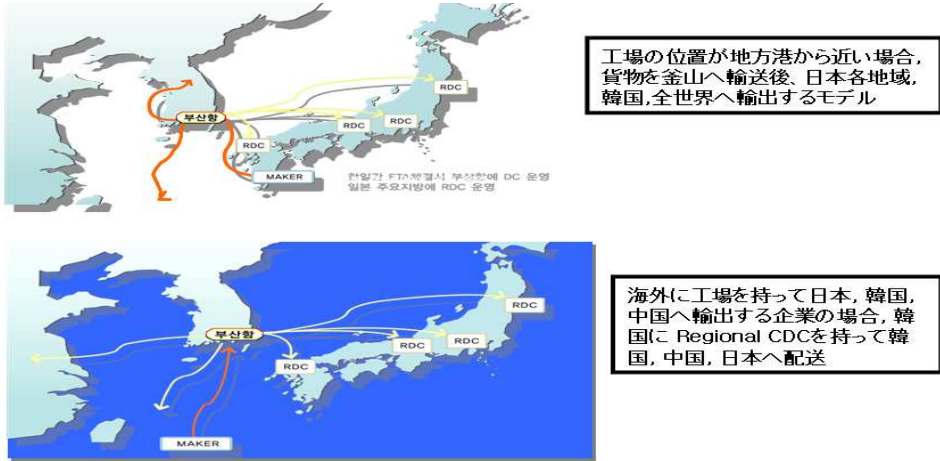 RDC
부산항
RDC
RDC
RDC
MAKER
한일간 FTA체결시 부상항에 DC 운영
일본 주요지방에 RDC 운영
工場の位置が地方港から近い場合,
貨物を釜山へ輸送後、日本各地域,
韓国,全世界へ輸出するモデル
RDC
부산항
RDC
RDC
RDC
MAKER
海外に工場を持って日本, 韓国,
中国へ輸出する企業の場合, 韓
国に Regional CDCを持って韓
国, 中国, 日本へ配送